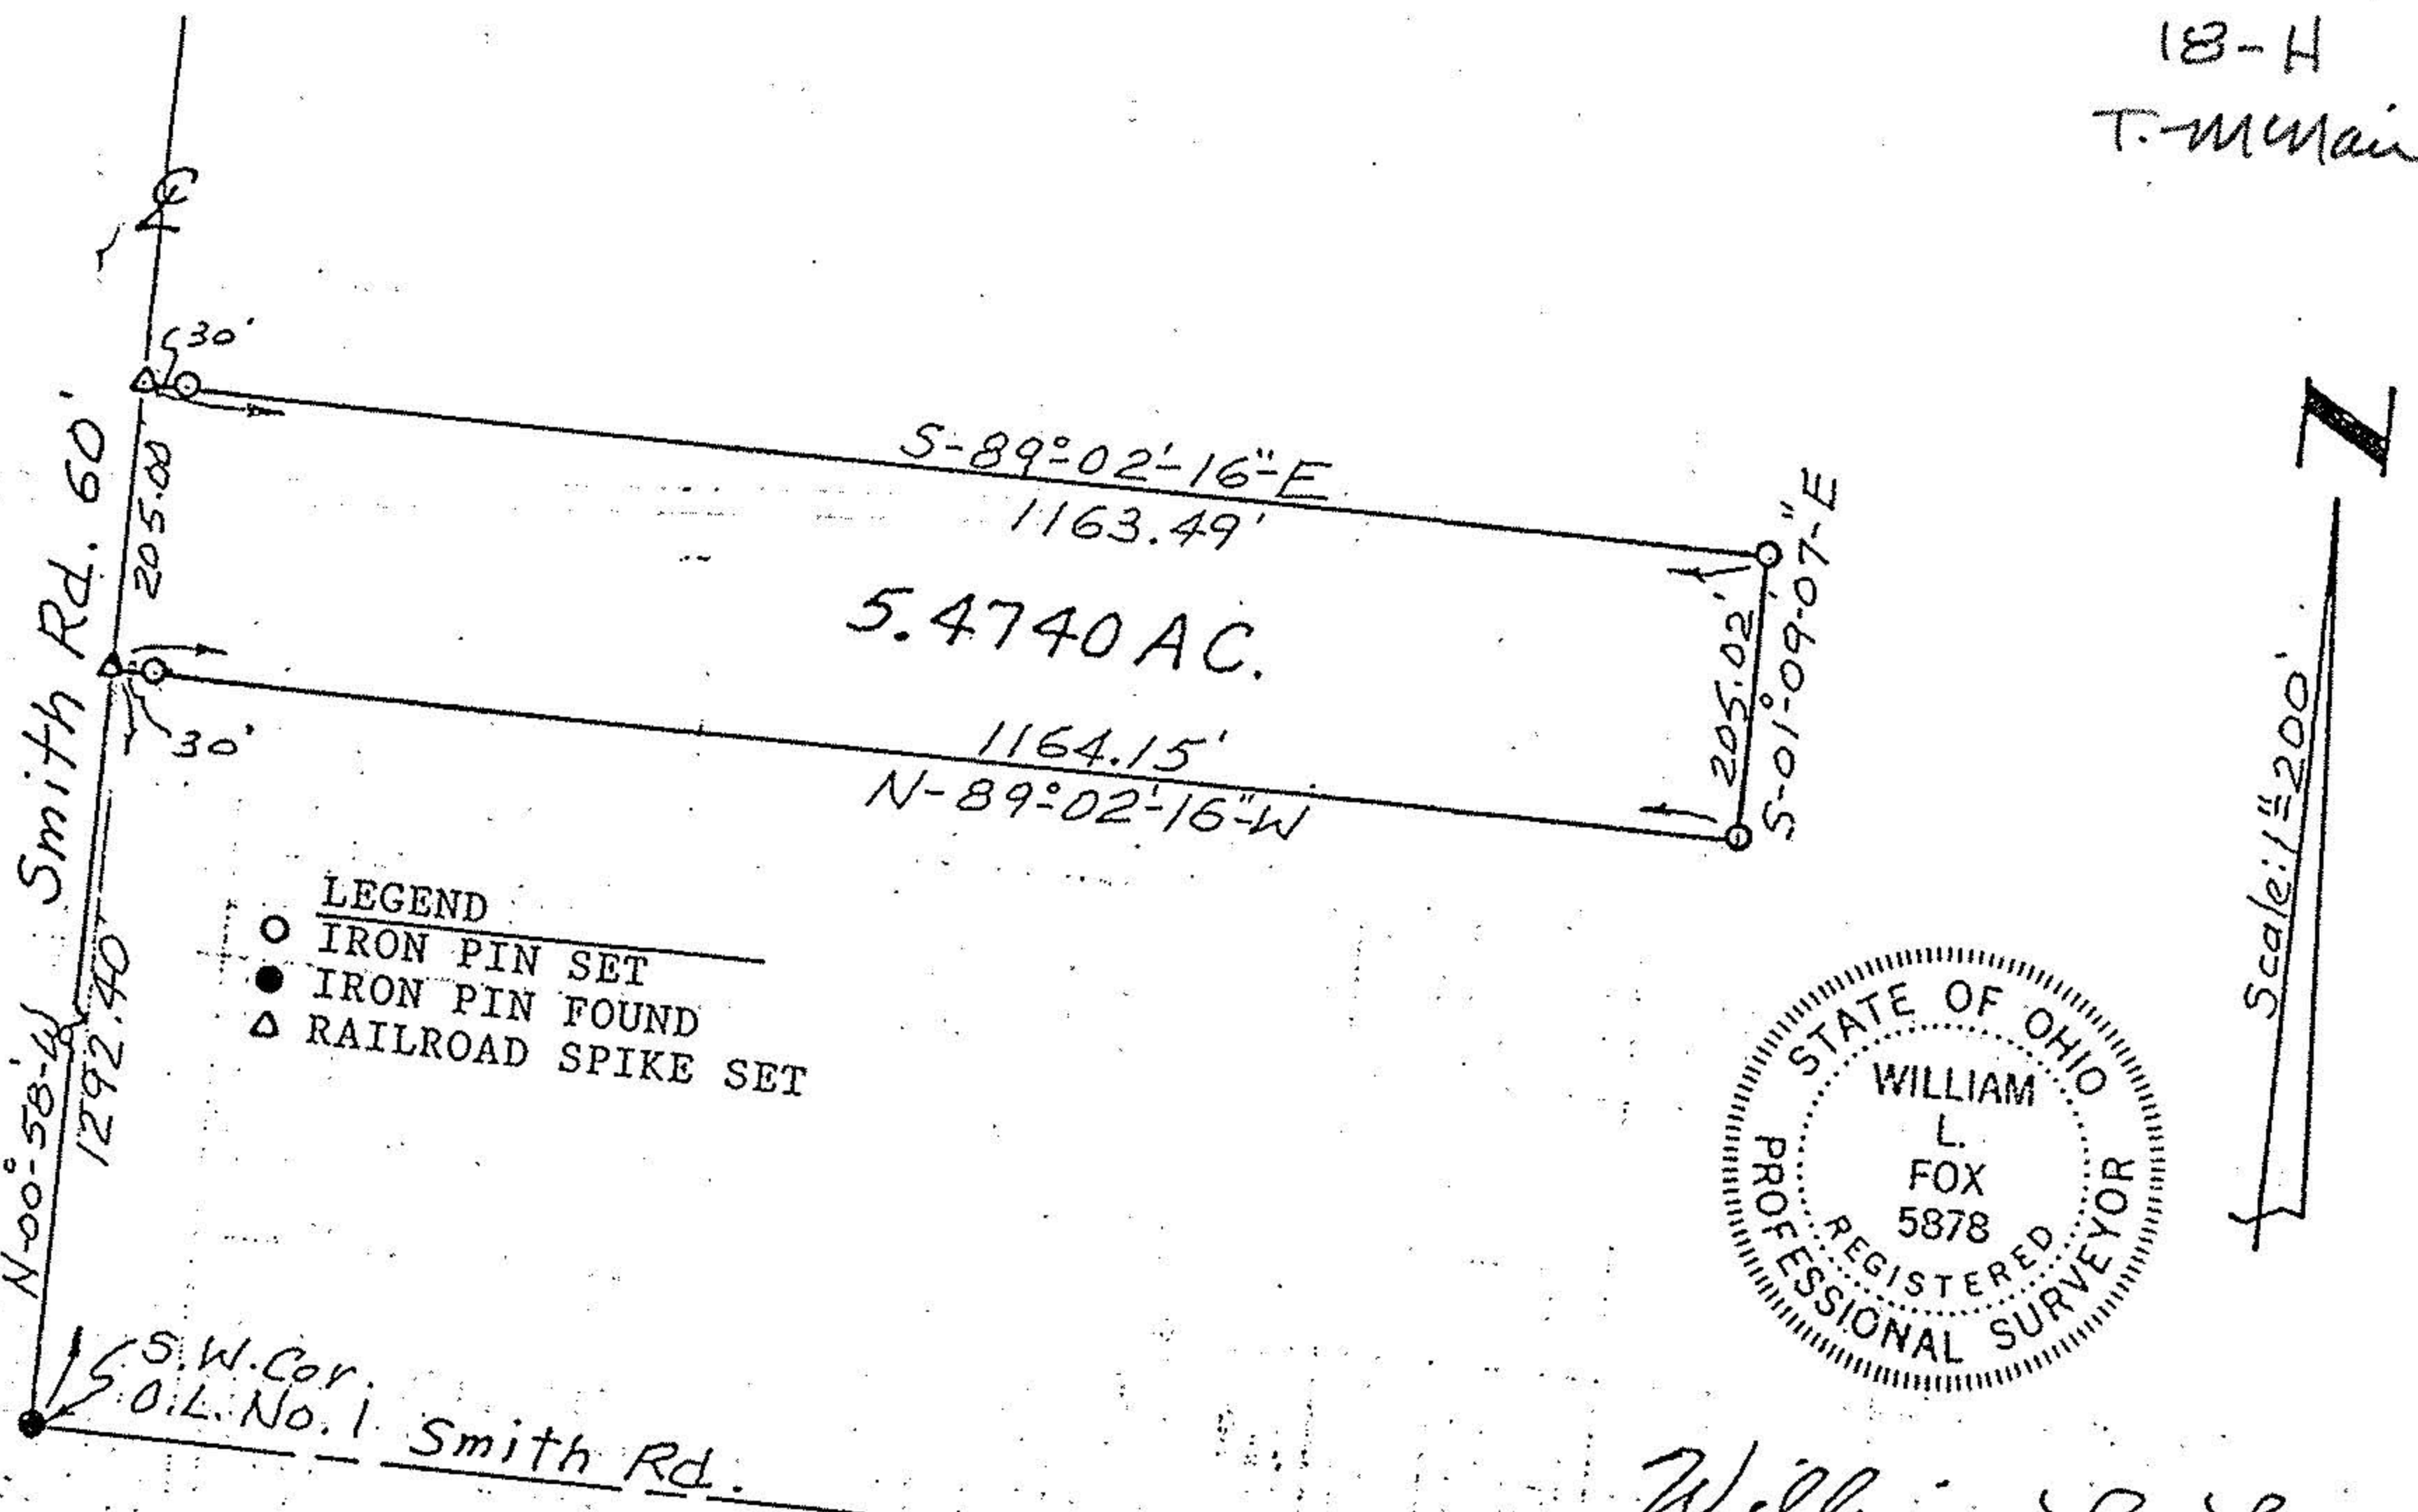 18-H
30'
Smith Rd. 60'
205.00
S-89°-02'-16"-E
1163.49'
5.4740 AC.
205.02'
S-01°-09-07"-E
1164.15'
N-89°-02'-16"-W
30'
LEGEND
IRON PIN SET
IRON PIN FOUND
RAILROAD SPIKE SET
N-00°-58'-W
1292.40'
S.W. Cor.
O.L. No. 1
Smith Rd.
Scale: 1"=200'
N
STATE OF OHIO
WILLIAM
L.
FOX
5878
REGISTERED
PROFESSIONAL SURVEYOR